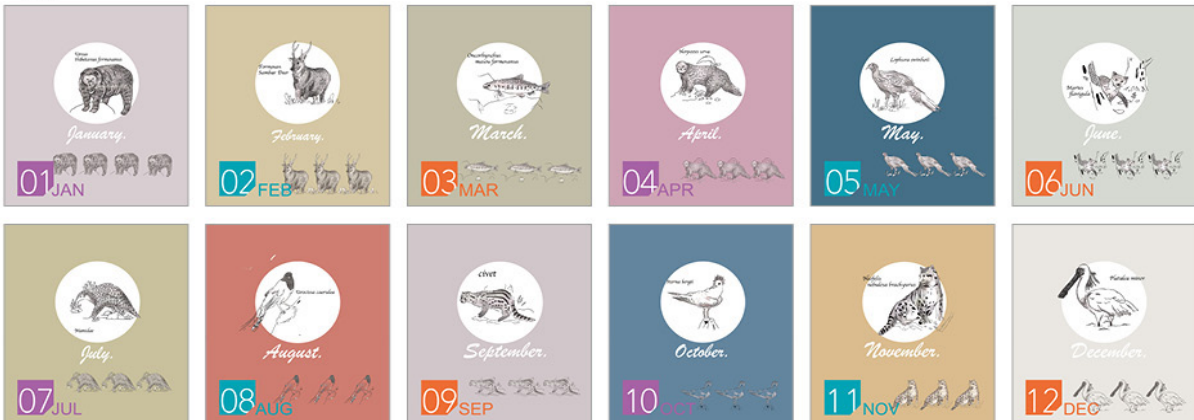 Ursus
thibetanus formosanus
January.
01 JAN
Formosan
Sambar Deer
February.
02 FEB
Oncorhynchus
masou formosanus
March.
03 MAR
Herpestes urva
April.
04 APR
Lophura swinhoii
May.
05 MAY
Martes
flavigula
June.
06 JUN
Manidae
July.
07 JUL
Urocissa caerulea
August.
08 AUG
civet
September.
09 SEP
Sterna bergii
October.
10 OCT
Neofelis
nebulosa brachyurus
November.
11 NOV
Platalea minor
December.
12 DEC